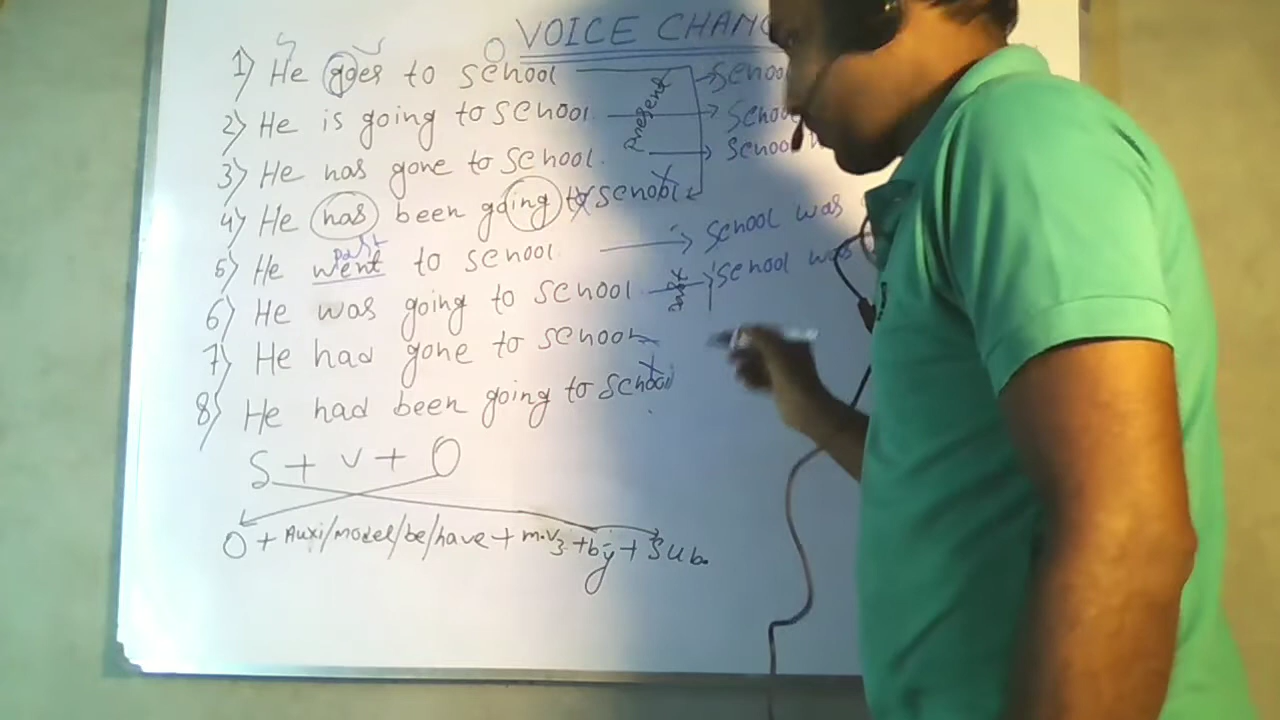 VOICE CHANG
S V O
1) He goes to school → School
2) He is going to school. → School
3) He has gone to school. → School
present
4) He has been going to school
past
5) He went to school. → School was
6) He was going to school → School was
past
7) He had gone to school
8) He had been going to school
S + V + O
O + Auxi/model/be/have + m.v3 + by + Sub.